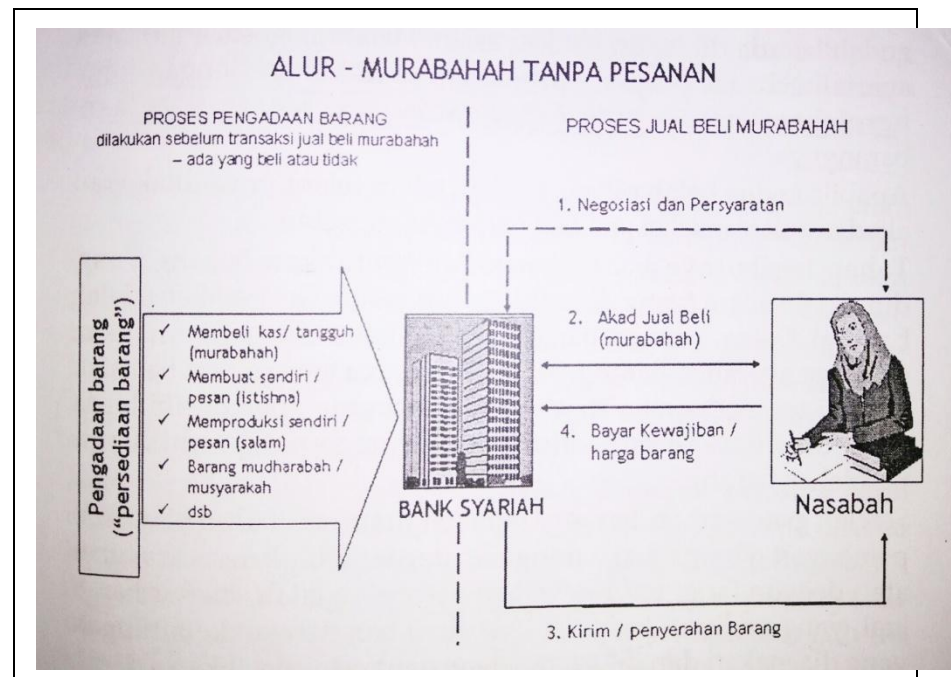 ALUR - MURABAHAH TANPA PESANAN
PROSES PENGADAAN BARANG
dilakukan sebelum transaksi jual beli murabahah
– ada yang beli atau tidak
PROSES JUAL BELI MURABAHAH
1. Negosiasi dan Persyaratan
Pengadaan barang
("persediaan barang")
✓ Membeli kas/ tangguh
(murabahah)
✓ Membuat sendiri /
pesan (istishna)
✓ Memproduksi sendiri /
pesan (salam)
✓ Barang mudharabah /
musyarakah
✓ dsb
2. Akad Jual Beli
(murabahah)
4. Bayar Kewajiban /
harga barang
BANK SYARIAH
Nasabah
3. Kirim / penyerahan Barang